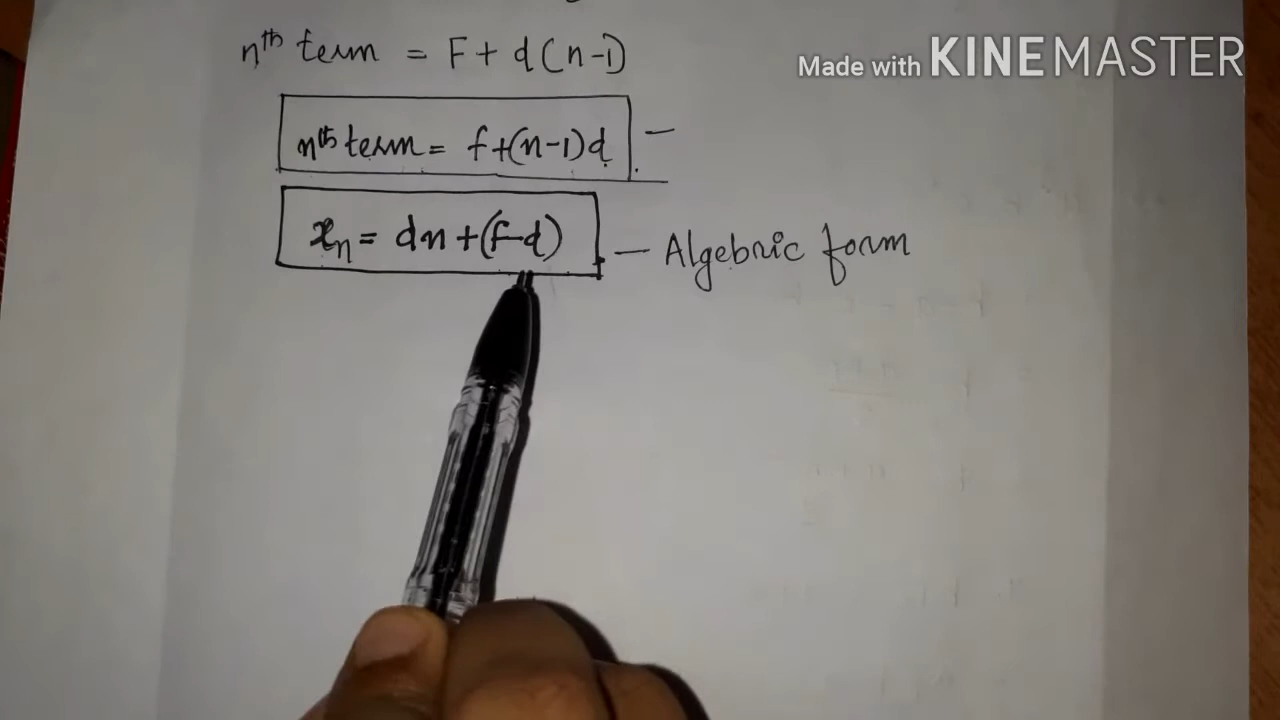 nth term = F + d(n-1)
Made with KINEMASTER
nth term = f+(n-1)d. —
xn = dn+(f-d) — Algebric form